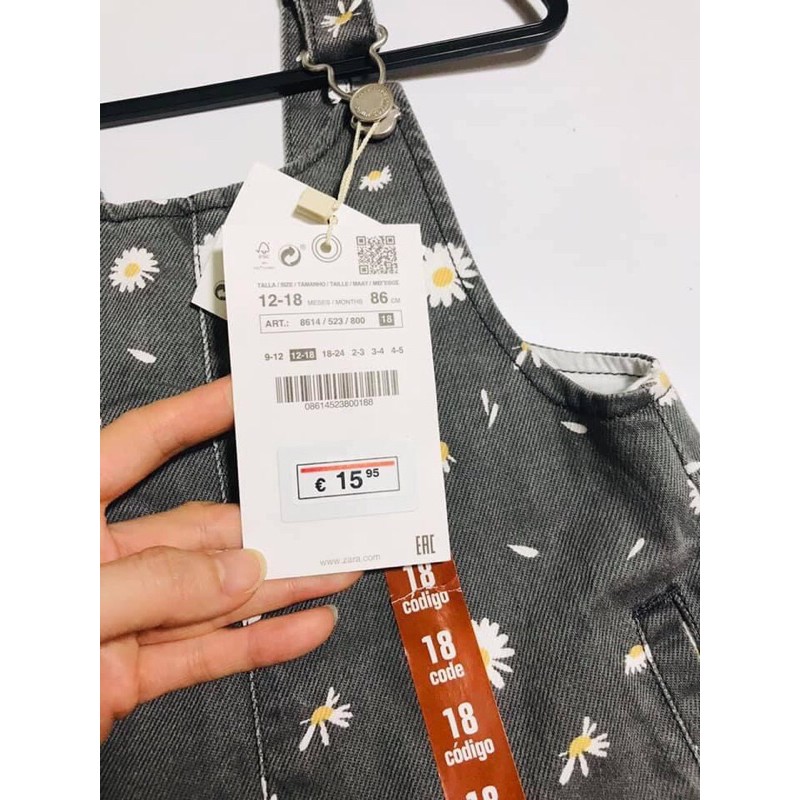 TALLA / SIZE / TAMANHO / TAILLE / MAAT / МЕГЕӨОΣ
12-18 MESES / MONTHS 86 CM
ART.: 8614 / 523 / 800 18
9-12 12-18 18-24 2-3 3-4 4-5
08614523800188
€ 15 95
www.zara.com
EAC
18
código
18
code
18
código
18